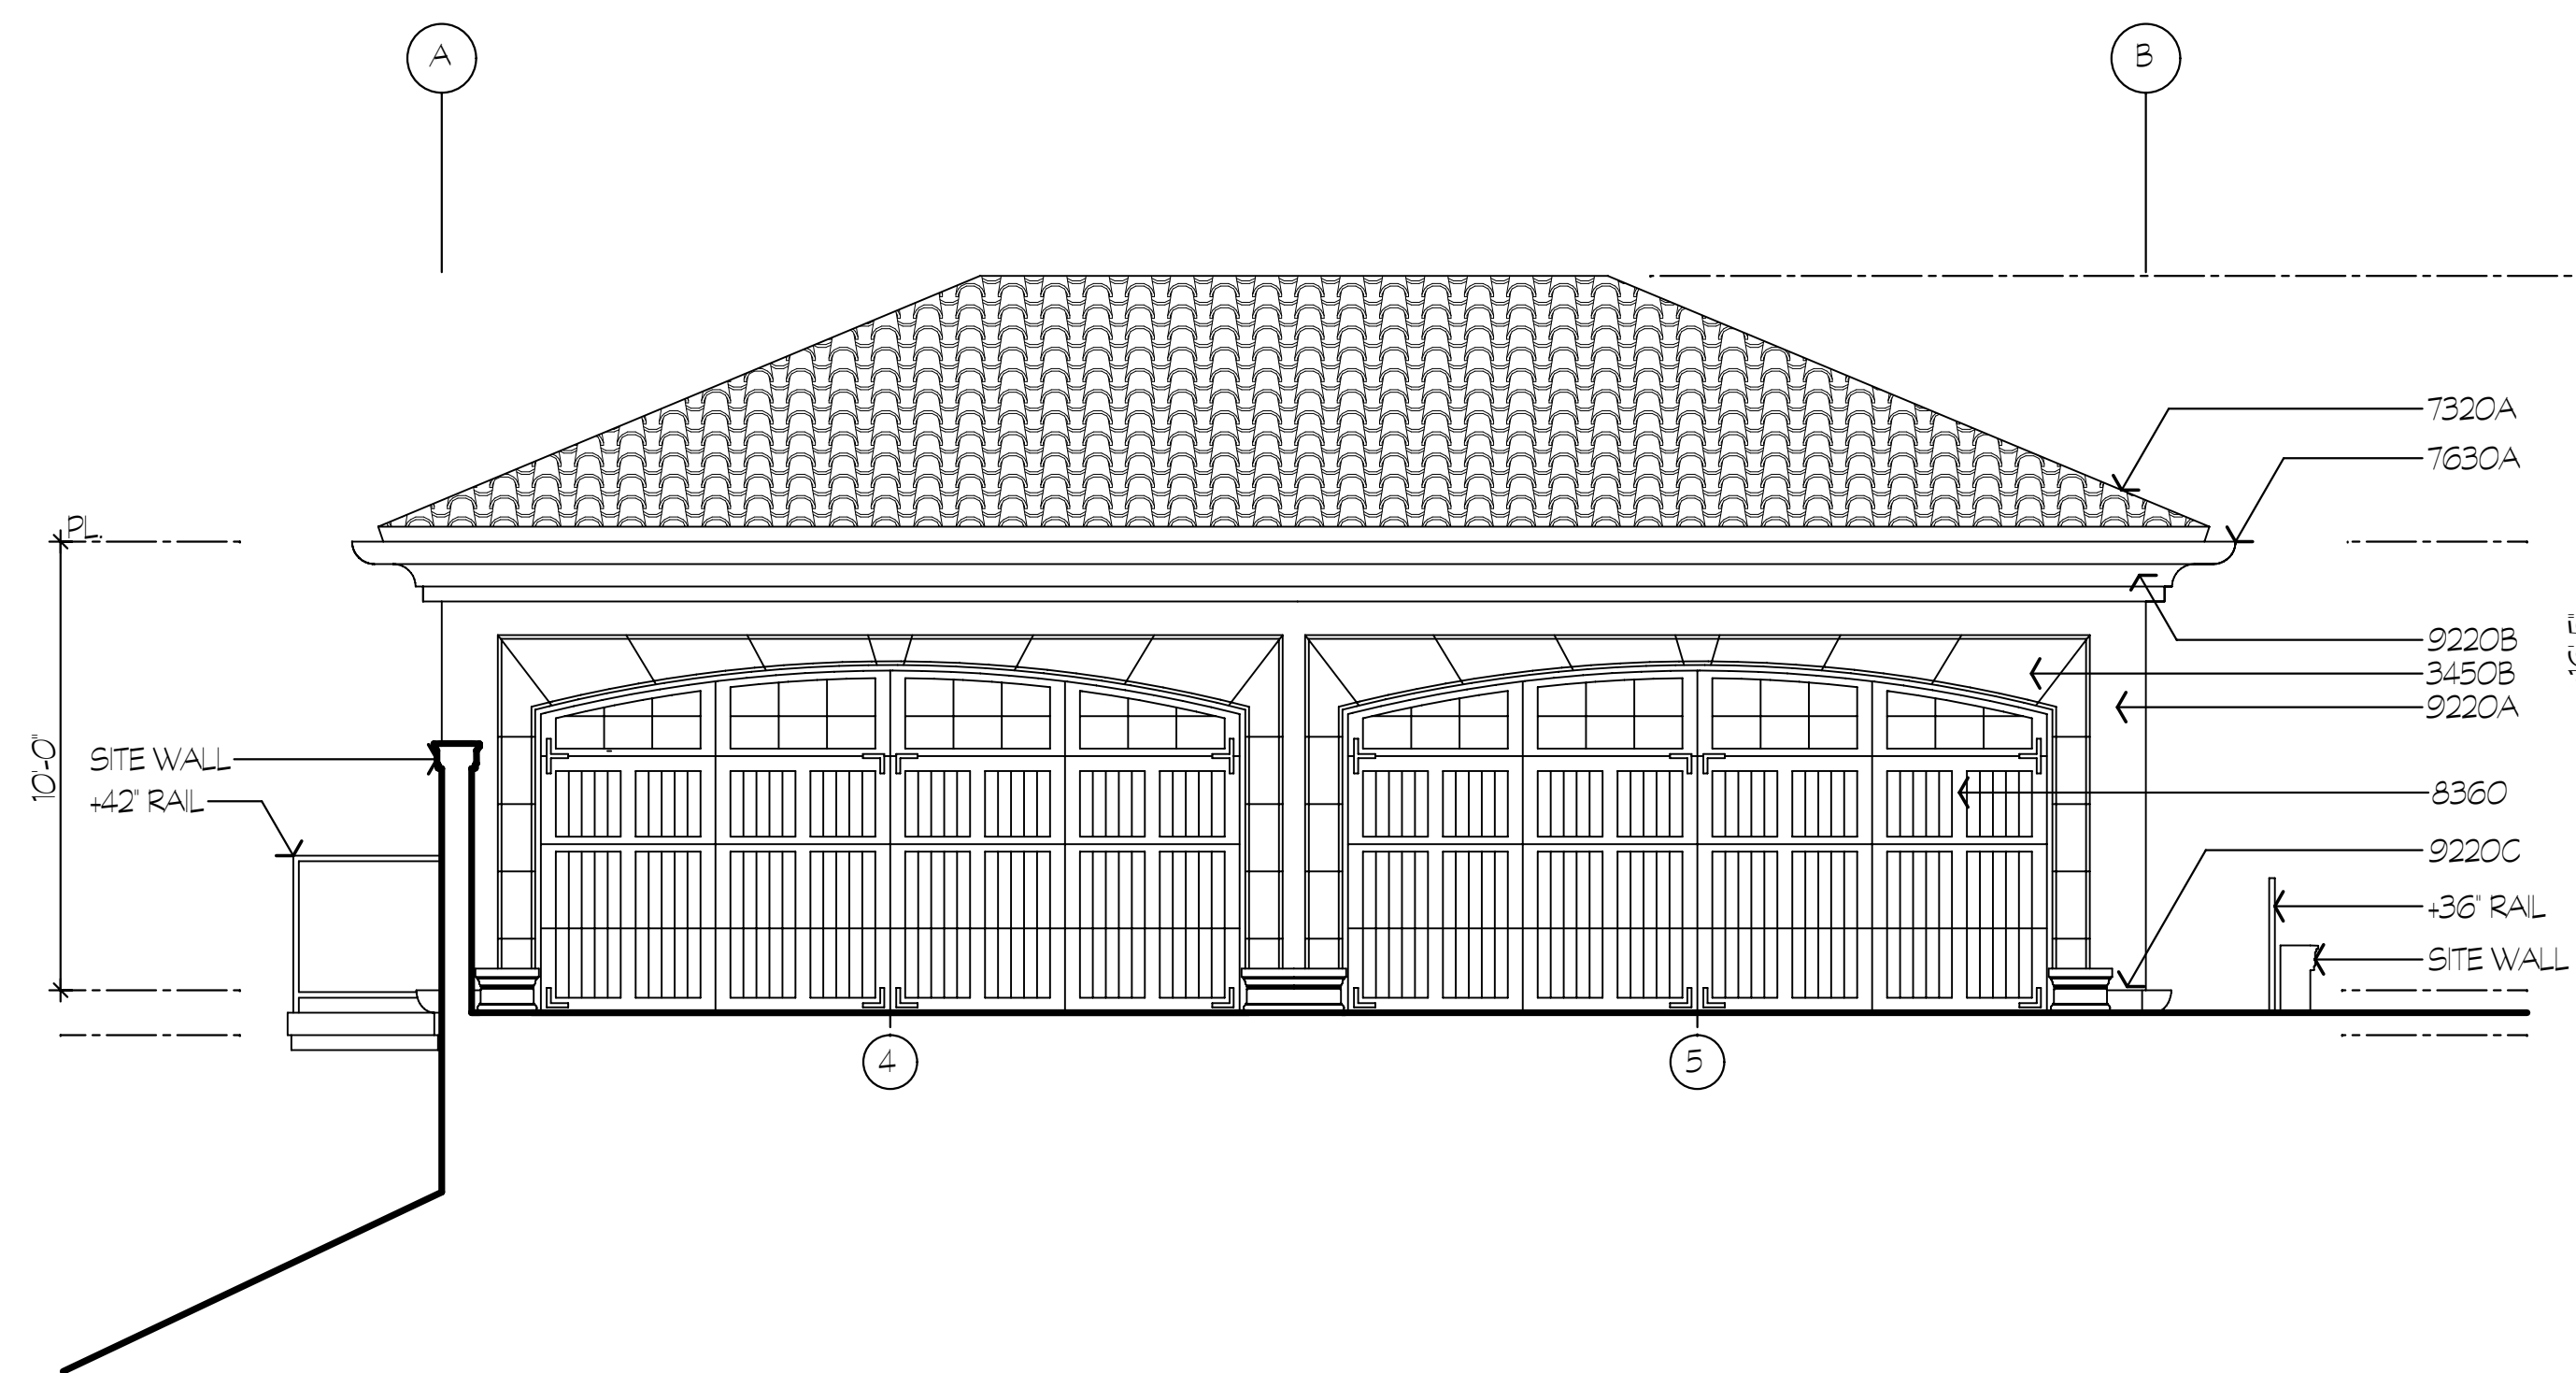 A
B
7320A
7630A
PL.
9220B
3450B
9220A
10'-0"
SITE WALL
+42" RAIL
8360
9220C
+36" RAIL
SITE WALL
4
5